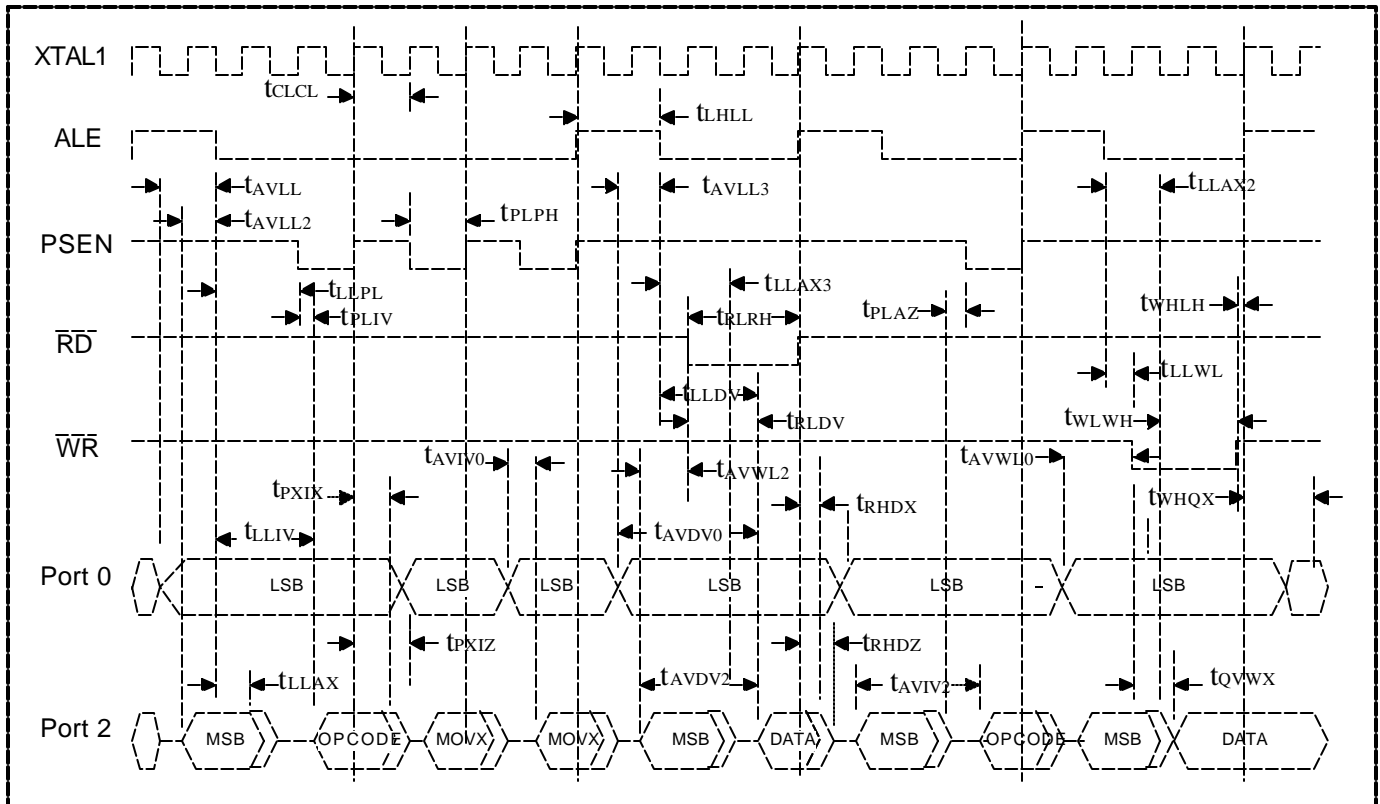 XTAL1
tCLCL
tLHLL
ALE
tAVLL tAVLL3 tLLAX2
tAVLL2 tPLPH
PSEN
tLLPL tLLAX3
tPLIV tRLRH tPLAZ tWHLH
RD
tLLWL
tLLDV
tRLDV tWLWH
WR
tAVIV0 tAVWL2 tAVWL0
tPXIX tRHDX tWHQX
tLLIV tAVDV0
Port 0 LSB LSB LSB LSB LSB LSB
tPXIZ tRHDZ
tLLAX tAVDV2 tAVIV2 tQVWX
Port 2 MSB OPCODE MOVX MOVX MSB DATA MSB OPCODE MSB DATA